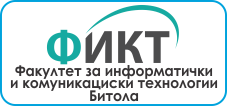 ФИКТ
Факултет за информатички
и комуникациски технологии
Битола